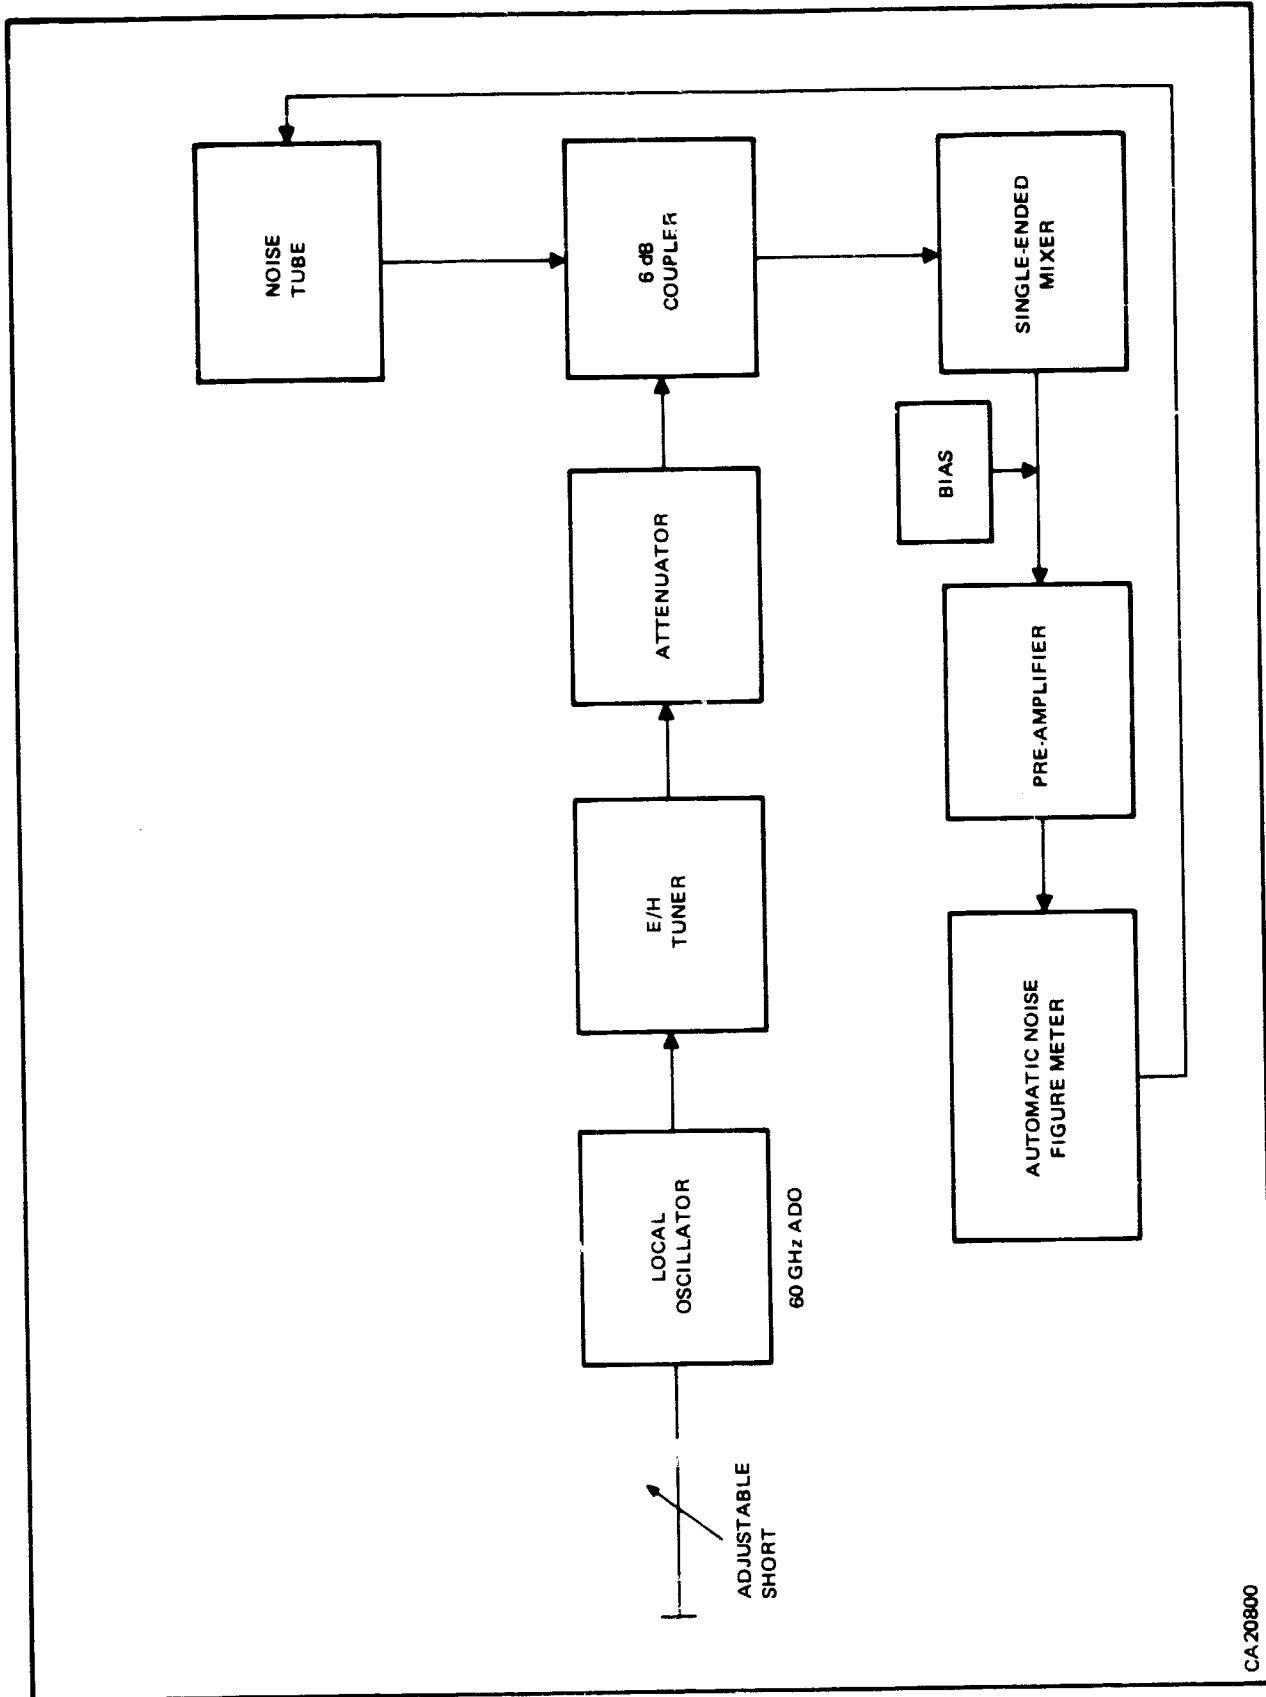 NOISE
TUBE
6 dB
COUPLER
SINGLE-ENDED
MIXER
ATTENUATOR
BIAS
E/H
TUNER
PRE-AMPLIFIER
LOCAL
OSCILLATOR
60 GHz ADO
AUTOMATIC NOISE
FIGURE METER
ADJUSTABLE
SHORT
CA20800